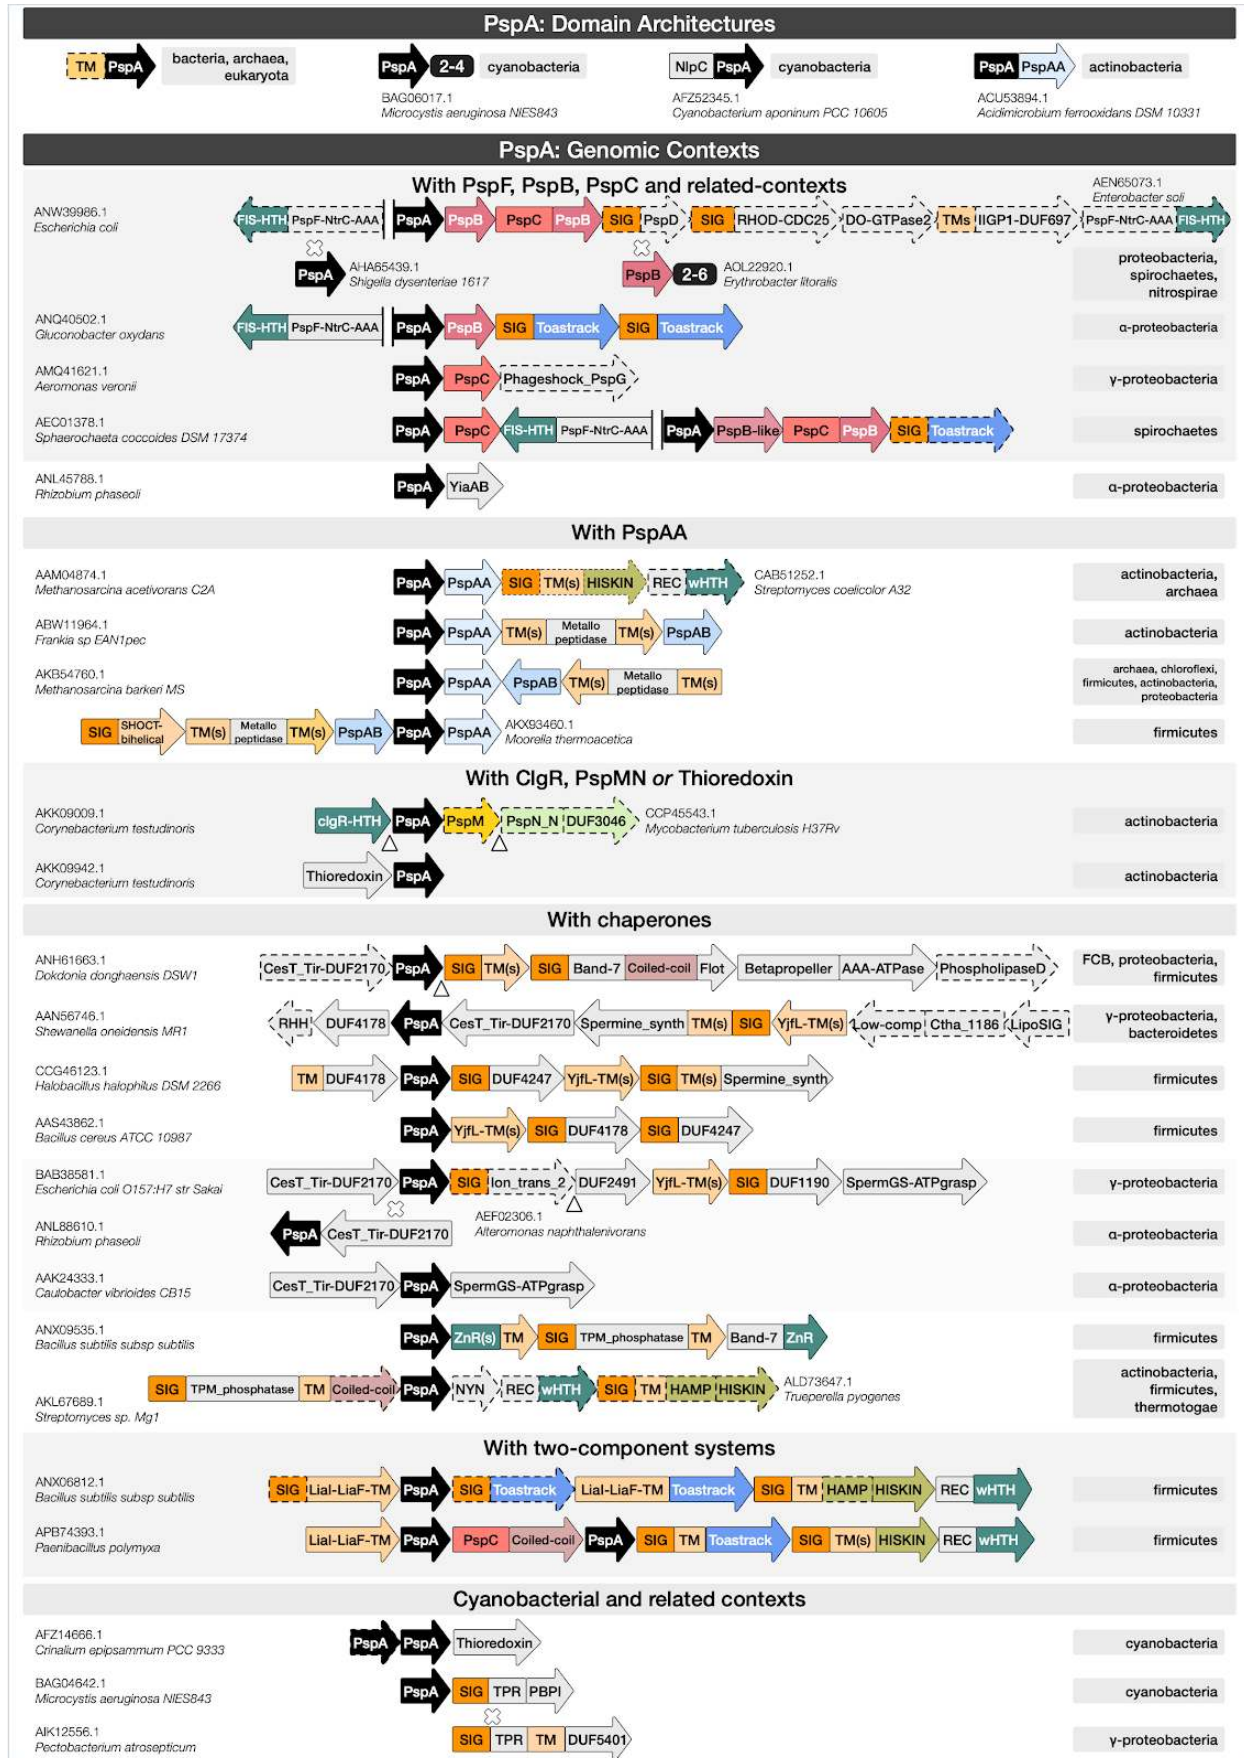 PspA: Domain Architectures
TM PspA bacteria, archaea, eukaryota
PspA 2-4 cyanobacteria
BAG06017.1
Microcystis aeruginosa NIES843
NlpC PspA cyanobacteria
AFZ52345.1
Cyanobacterium aponinum PCC 10605
PspA PspAA actinobacteria
ACU53894.1
Acidimicrobium ferrooxidans DSM 10331
PspA: Genomic Contexts
With PspF, PspB, PspC and related-contexts
AEN65073.1
Enterobacter soli
ANW39986.1
Escherichia coli
FIS-HTH PspF-NtrC-AAA PspA PspB PspC PspB SIG PspD SIG RHOD-CDC25 DO-GTPase2 TMs IIGP1-DUF697 PspF-NtrC-AAA FIS-HTH
PspA AHA65439.1
Shigella dysenteriae 1617
PspB 2-6 AOL22920.1
Erythrobacter litoralis
proteobacteria,
spirochaetes,
nitrospirae
ANQ40502.1
Gluconobacter oxydans
FIS-HTH PspF-NtrC-AAA PspA PspB SIG Toastrack SIG Toastrack
α-proteobacteria
AMQ41621.1
Aeromonas veronii
PspA PspC Phageshock_PspG
γ-proteobacteria
AEC01378.1
Sphaerochaeta coccoides DSM 17374
PspA PspC FIS-HTH PspF-NtrC-AAA PspA PspB-like PspC PspB SIG Toastrack
spirochaetes
ANL45788.1
Rhizobium phaseoli
PspA YiaAB
α-proteobacteria
With PspAA
AAM04874.1
Methanosarcina acetivorans C2A
PspA PspAA SIG TM(s) HISKIN REC wHTH
CAB51252.1
Streptomyces coelicolor A32
actinobacteria,
archaea
ABW11964.1
Frankia sp EAN1pec
PspA PspAA TM(s) Metallo peptidase TM(s) PspAB
actinobacteria
AKB54760.1
Methanosarcina barkeri MS
PspA PspAA PspAB TM(s) Metallo peptidase TM(s)
archaea, chloroflexi,
firmicutes, actinobacteria,
proteobacteria
SIG SHOCT-bihelical TM(s) Metallo peptidase TM(s) PspAB PspA PspAA
AKX93460.1
Moorella thermoacetica
firmicutes
With ClgR, PspMN or Thioredoxin
AKK09009.1
Corynebacterium testudinoris
clgR-HTH PspA PspM PspN_N DUF3046
CCP45543.1
Mycobacterium tuberculosis H37Rv
actinobacteria
AKK09942.1
Corynebacterium testudinoris
Thioredoxin PspA
actinobacteria
With chaperones
ANH61663.1
Dokdonia donghaensis DSW1
CesT_Tir-DUF2170 PspA SIG TM(s) SIG Band-7 Coiled-coil Flot Betapropeller AAA-ATPase PhospholipaseD
FCB, proteobacteria,
firmicutes
AAN56746.1
Shewanella oneidensis MR1
RHH DUF4178 PspA CesT_Tir-DUF2170 Spermine_synth TM(s) SIG YjfL-TM(s) Low-comp Ctha_1186 LipoSIG
γ-proteobacteria,
bacteroidetes
CCG46123.1
Halobacillus halophilus DSM 2266
TM DUF4178 PspA SIG DUF4247 YjfL-TM(s) SIG TM(s) Spermine_synth
firmicutes
AAS43862.1
Bacillus cereus ATCC 10987
PspA YjfL-TM(s) SIG DUF4178 SIG DUF4247
firmicutes
BAB38581.1
Escherichia coli O157:H7 str Sakai
CesT_Tir-DUF2170 PspA SIG Ion_trans_2 DUF2491 YjfL-TM(s) SIG DUF1190 SpermGS-ATPgrasp
γ-proteobacteria
AEF02306.1
Alteromonas naphthalenivorans
ANL88610.1
Rhizobium phaseoli
PspA CesT_Tir-DUF2170
α-proteobacteria
AAK24333.1
Caulobacter vibrioides CB15
CesT_Tir-DUF2170 PspA SpermGS-ATPgrasp
α-proteobacteria
ANX09535.1
Bacillus subtilis subsp subtilis
PspA ZnR(s) TM SIG TPM_phosphatase TM Band-7 ZnR
firmicutes
AKL67689.1
Streptomyces sp. Mg1
SIG TPM_phosphatase TM Coiled-coil PspA NYN REC wHTH SIG TM HAMP HISKIN
ALD73647.1
Trueperella pyogenes
actinobacteria,
firmicutes,
thermotogae
With two-component systems
ANX06812.1
Bacillus subtilis subsp subtilis
SIG LiaI-LiaF-TM PspA SIG Toastrack LiaI-LiaF-TM Toastrack SIG TM HAMP HISKIN REC wHTH
firmicutes
APB74393.1
Paenibacillus polymyxa
LiaI-LiaF-TM PspA PspC Coiled-coil PspA SIG TM Toastrack SIG TM(s) HISKIN REC wHTH
firmicutes
Cyanobacterial and related contexts
AFZ14666.1
Crinalium epipsammum PCC 9333
PspA PspA Thioredoxin
cyanobacteria
BAG04642.1
Microcystis aeruginosa NIES843
PspA SIG TPR PBPI
cyanobacteria
AIK12556.1
Pectobacterium atrosepticum
SIG TPR TM DUF5401
γ-proteobacteria